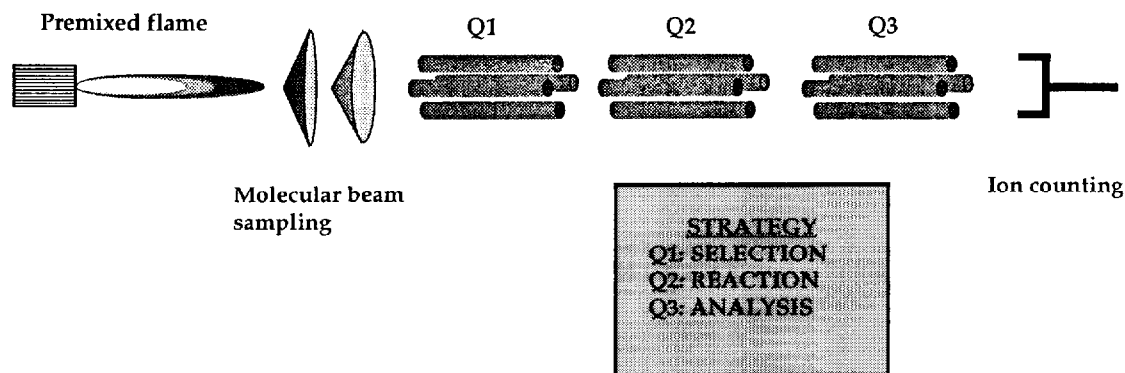 Premixed flame
Q1
Q2
Q3
Molecular beam
sampling
Ion counting
STRATEGY
Q1: SELECTION
Q2: REACTION
Q3: ANALYSIS